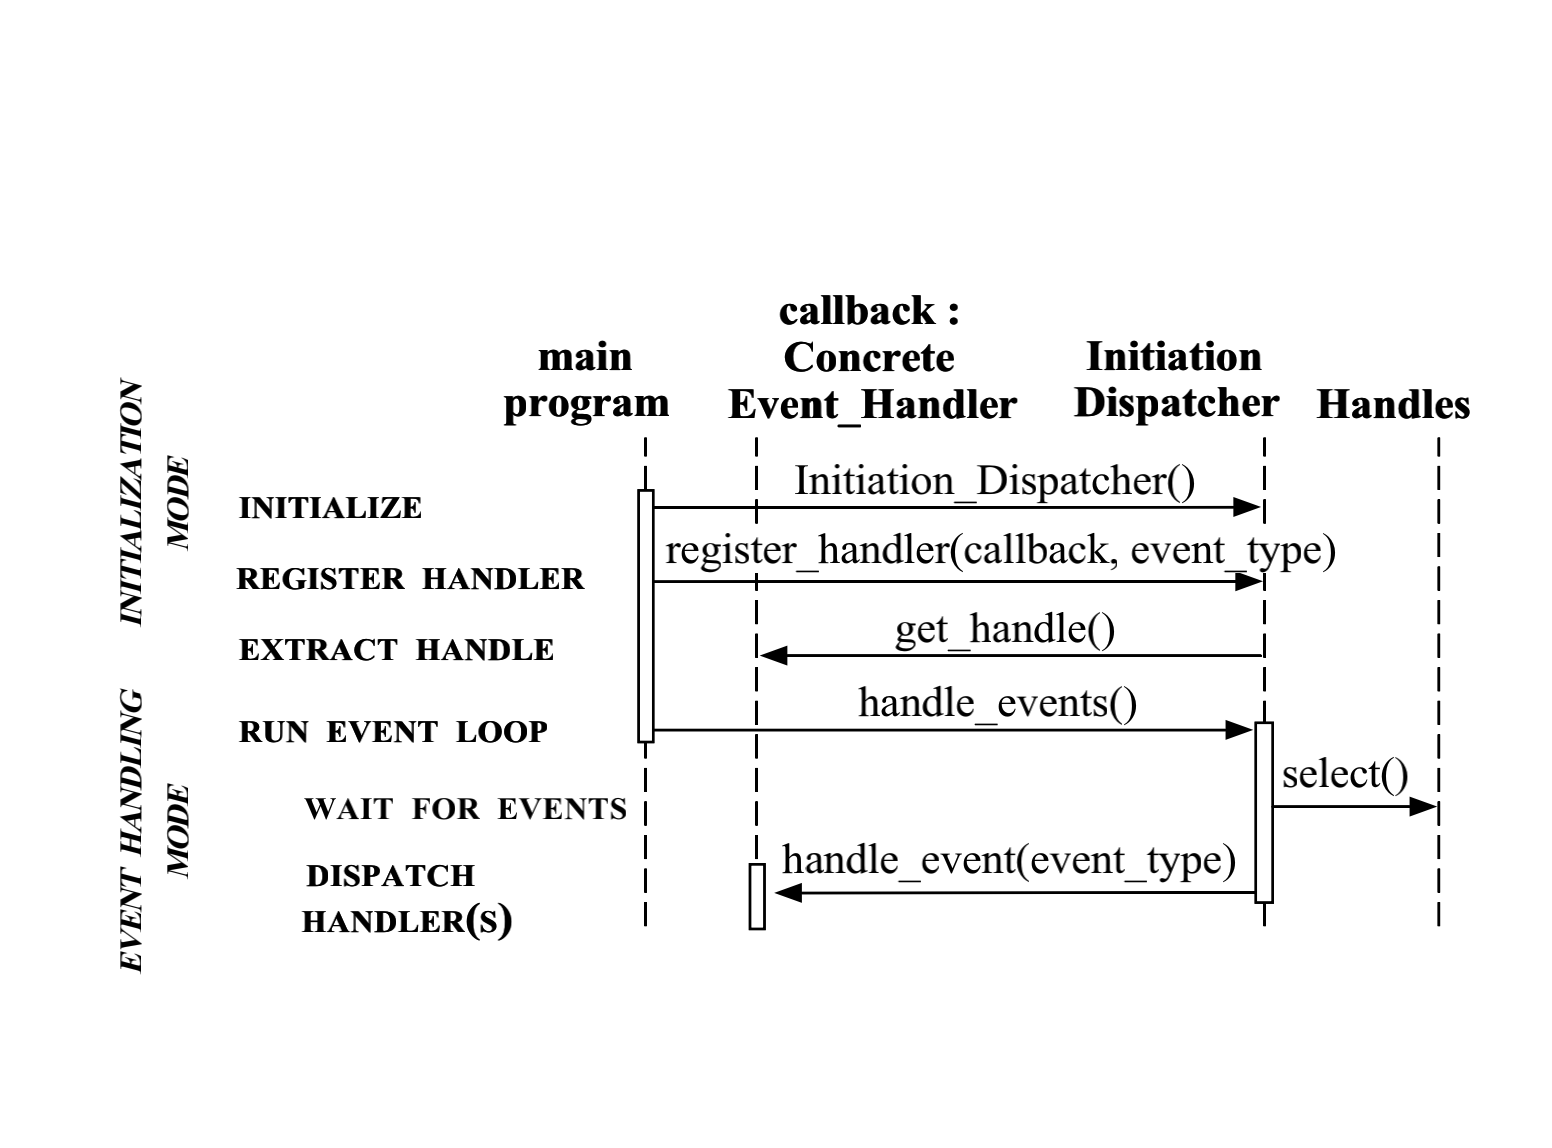 callback :
main
Concrete
Initiation
program
Event_Handler
Dispatcher
Handles
INITIALIZATION
MODE
INITIALIZE
Initiation_Dispatcher()
REGISTER HANDLER
register_handler(callback, event_type)
EXTRACT HANDLE
get_handle()
EVENT HANDLING
MODE
RUN EVENT LOOP
handle_events()
WAIT FOR EVENTS
select()
DISPATCH
HANDLER(S)
handle_event(event_type)